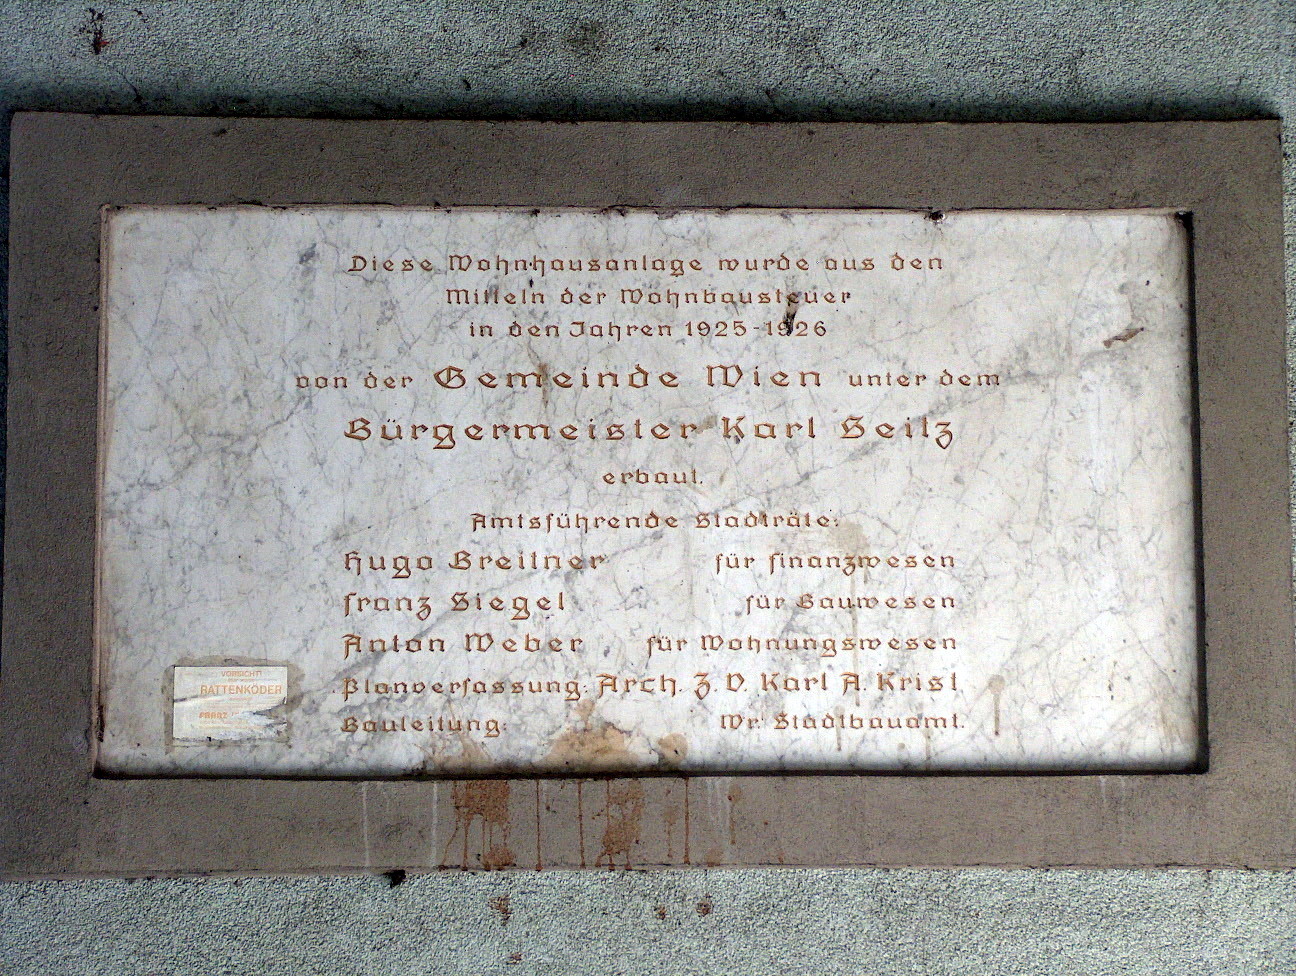 Diese Wohnhausanlage wurde aus den
Mitteln der Wohnbausteuer
in den Jahren 1925-1926
von der Gemeinde Wien unter dem
Bürgermeister Karl Seitz
erbaut.
Amtsführende Stadträte:
Hugo Breitner für Finanzwesen
Franz Siegel für Bauwesen
Anton Weber für Wohnungswesen
Planverfassung: Arch. Z. V. Karl A. Krist.
Bauleitung: Wr. Stadtbauamt.
VORSICHT!
RATTENKÖDER